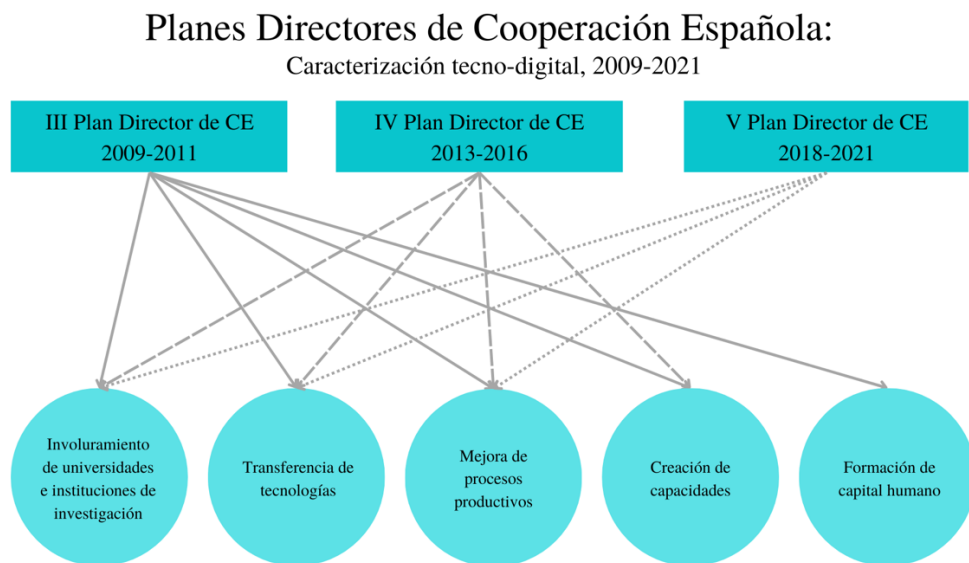 Planes Directores de Cooperación Española:
Caracterización tecno-digital, 2009-2021
III Plan Director de CE
2009-2011
IV Plan Director de CE
2013-2016
V Plan Director de CE
2018-2021
Involuramiento
de universidades
e instituciones de
investigación
Transferencia de
tecnologías
Mejora de
procesos
productivos
Creación de
capacidades
Formación de
capital humano